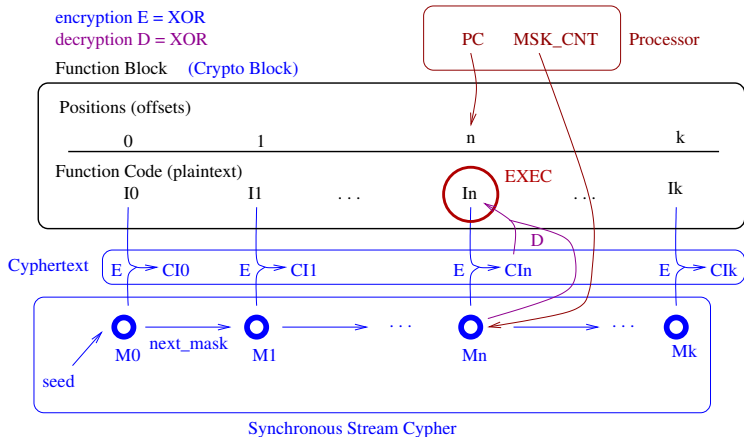 encryption E = XOR
decryption D = XOR
PC MSK_CNT Processor
Function Block (Crypto Block)
Positions (offsets)
0 1 n k
Function Code (plaintext)
EXEC
I0 I1 . . . In . . . Ik
D
Cyphertext E CI0 E CI1 E CIn E CIk
. . . . . .
M0 next_mask M1 Mn Mk
seed
Synchronous Stream Cypher